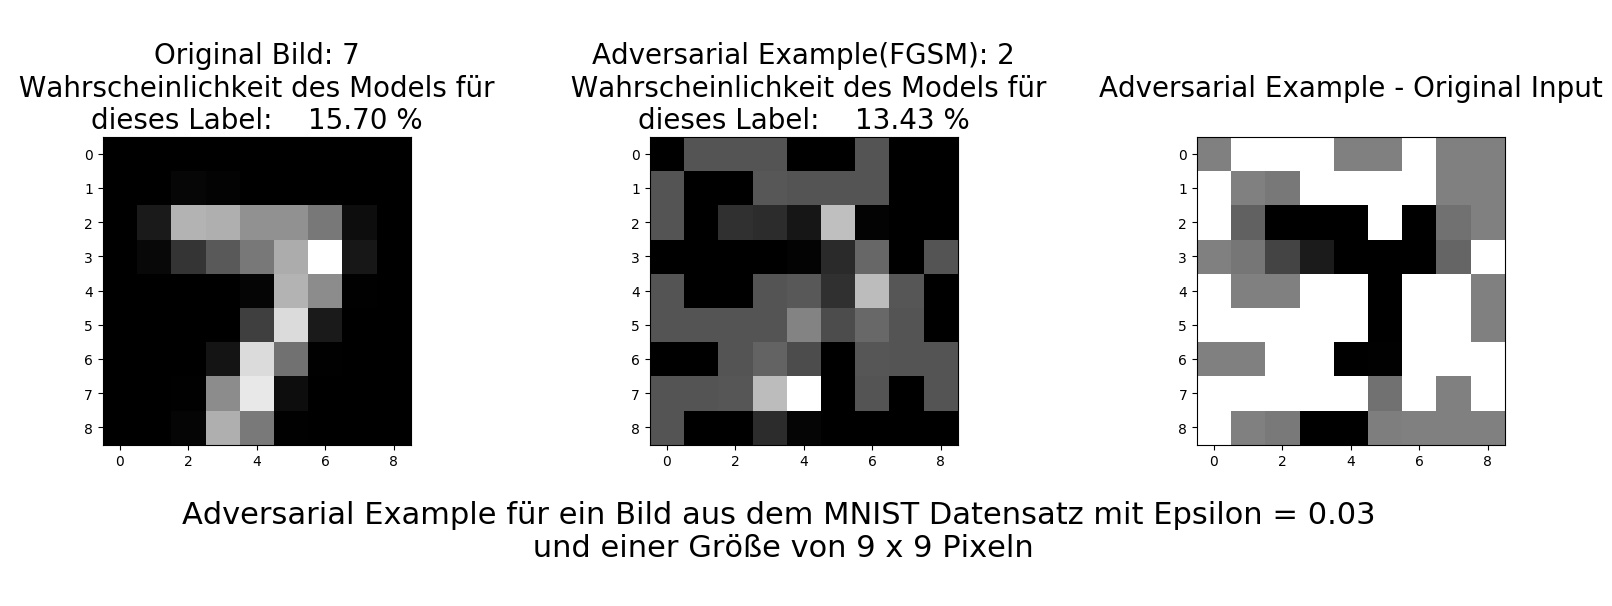 Original Bild: 7
Wahrscheinlichkeit des Models für
dieses Label: 15.70 %
0
1
2
3
4
5
6
7
8
0 2 4 6 8
Adversarial Example(FGSM): 2
Wahrscheinlichkeit des Models für
dieses Label: 13.43 %
0
1
2
3
4
5
6
7
8
0 2 4 6 8
Adversarial Example - Original Input
0
1
2
3
4
5
6
7
8
0 2 4 6 8
Adversarial Example für ein Bild aus dem MNIST Datensatz mit Epsilon = 0.03
und einer Größe von 9 x 9 Pixeln